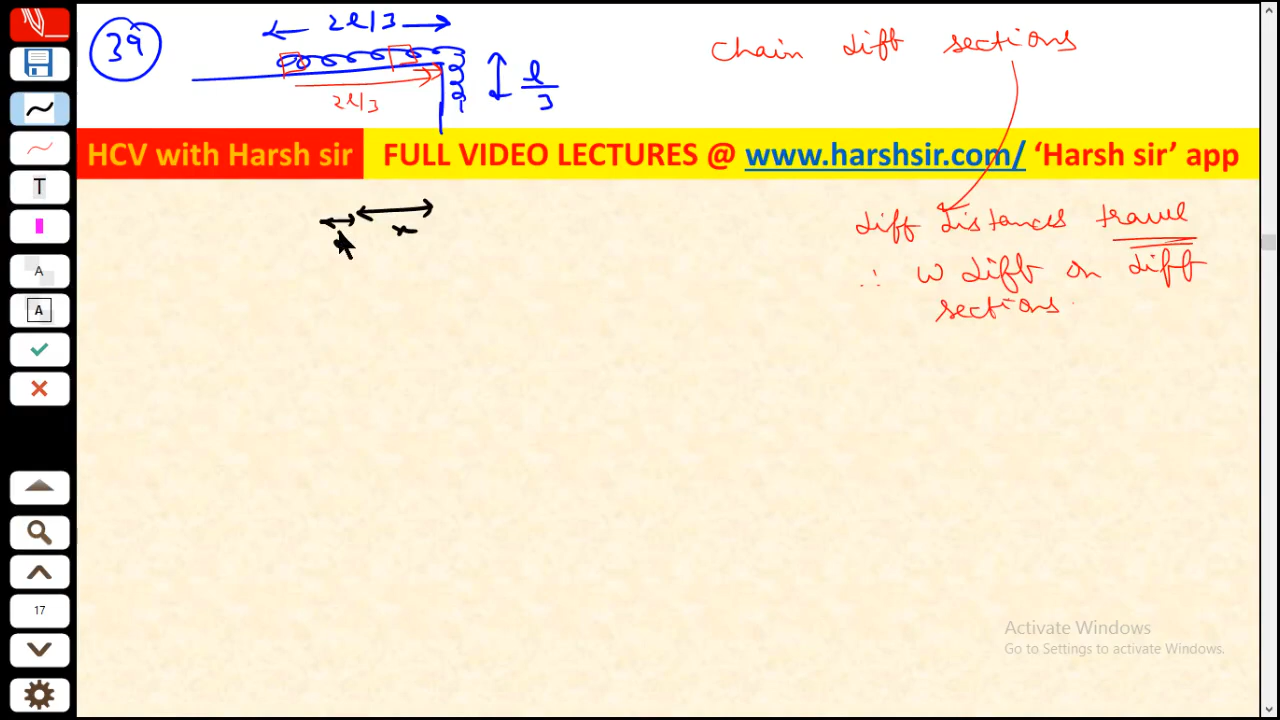 39
2l/3
Chain diff sections
l/3
2l/3
HCV with Harsh sir FULL VIDEO LECTURES @ www.harshsir.com/ 'Harsh sir' app
diff distances travel
∴ W diff on diff
sections
x
T
A
A
17
Activate Windows
Go to Settings to activate Windows.